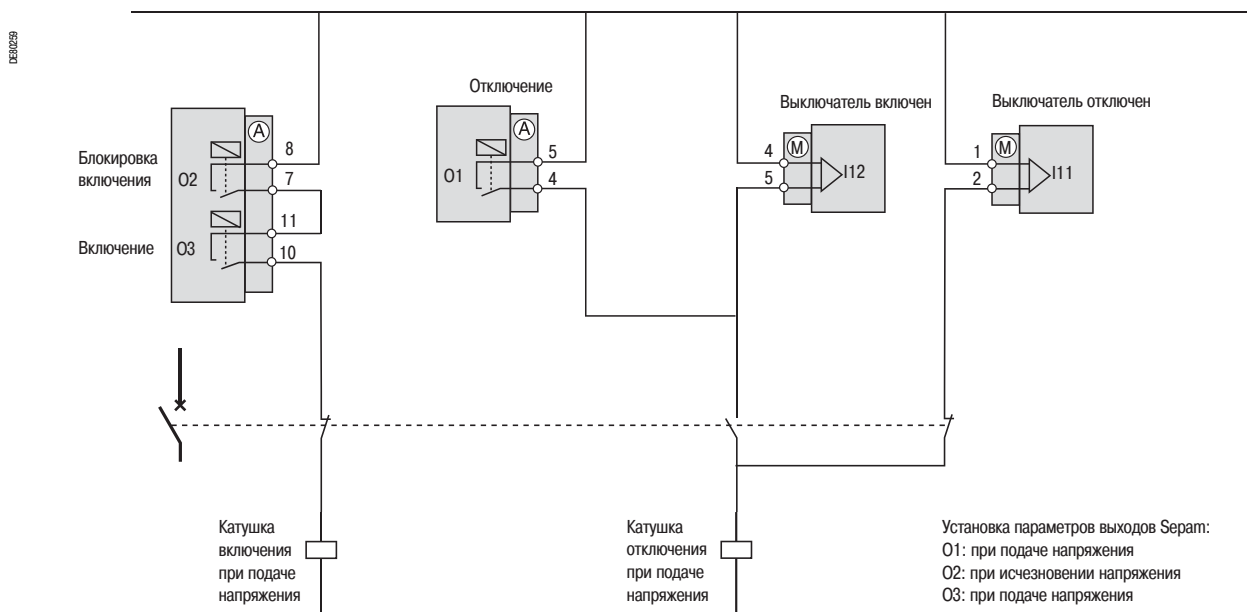 DE80259
Отключение
Выключатель включен
Выключатель отключен
A
8
Блокировка
включения
O2
7
11
Включение
O3
10
A
5
O1
4
4
M
I12
5
1
M
I11
2
Катушка
включения
при подаче
напряжения
Катушка
отключения
при подаче
напряжения
Установка параметров выходов Sepam:
O1: при подаче напряжения
O2: при исчезновении напряжения
O3: при подаче напряжения